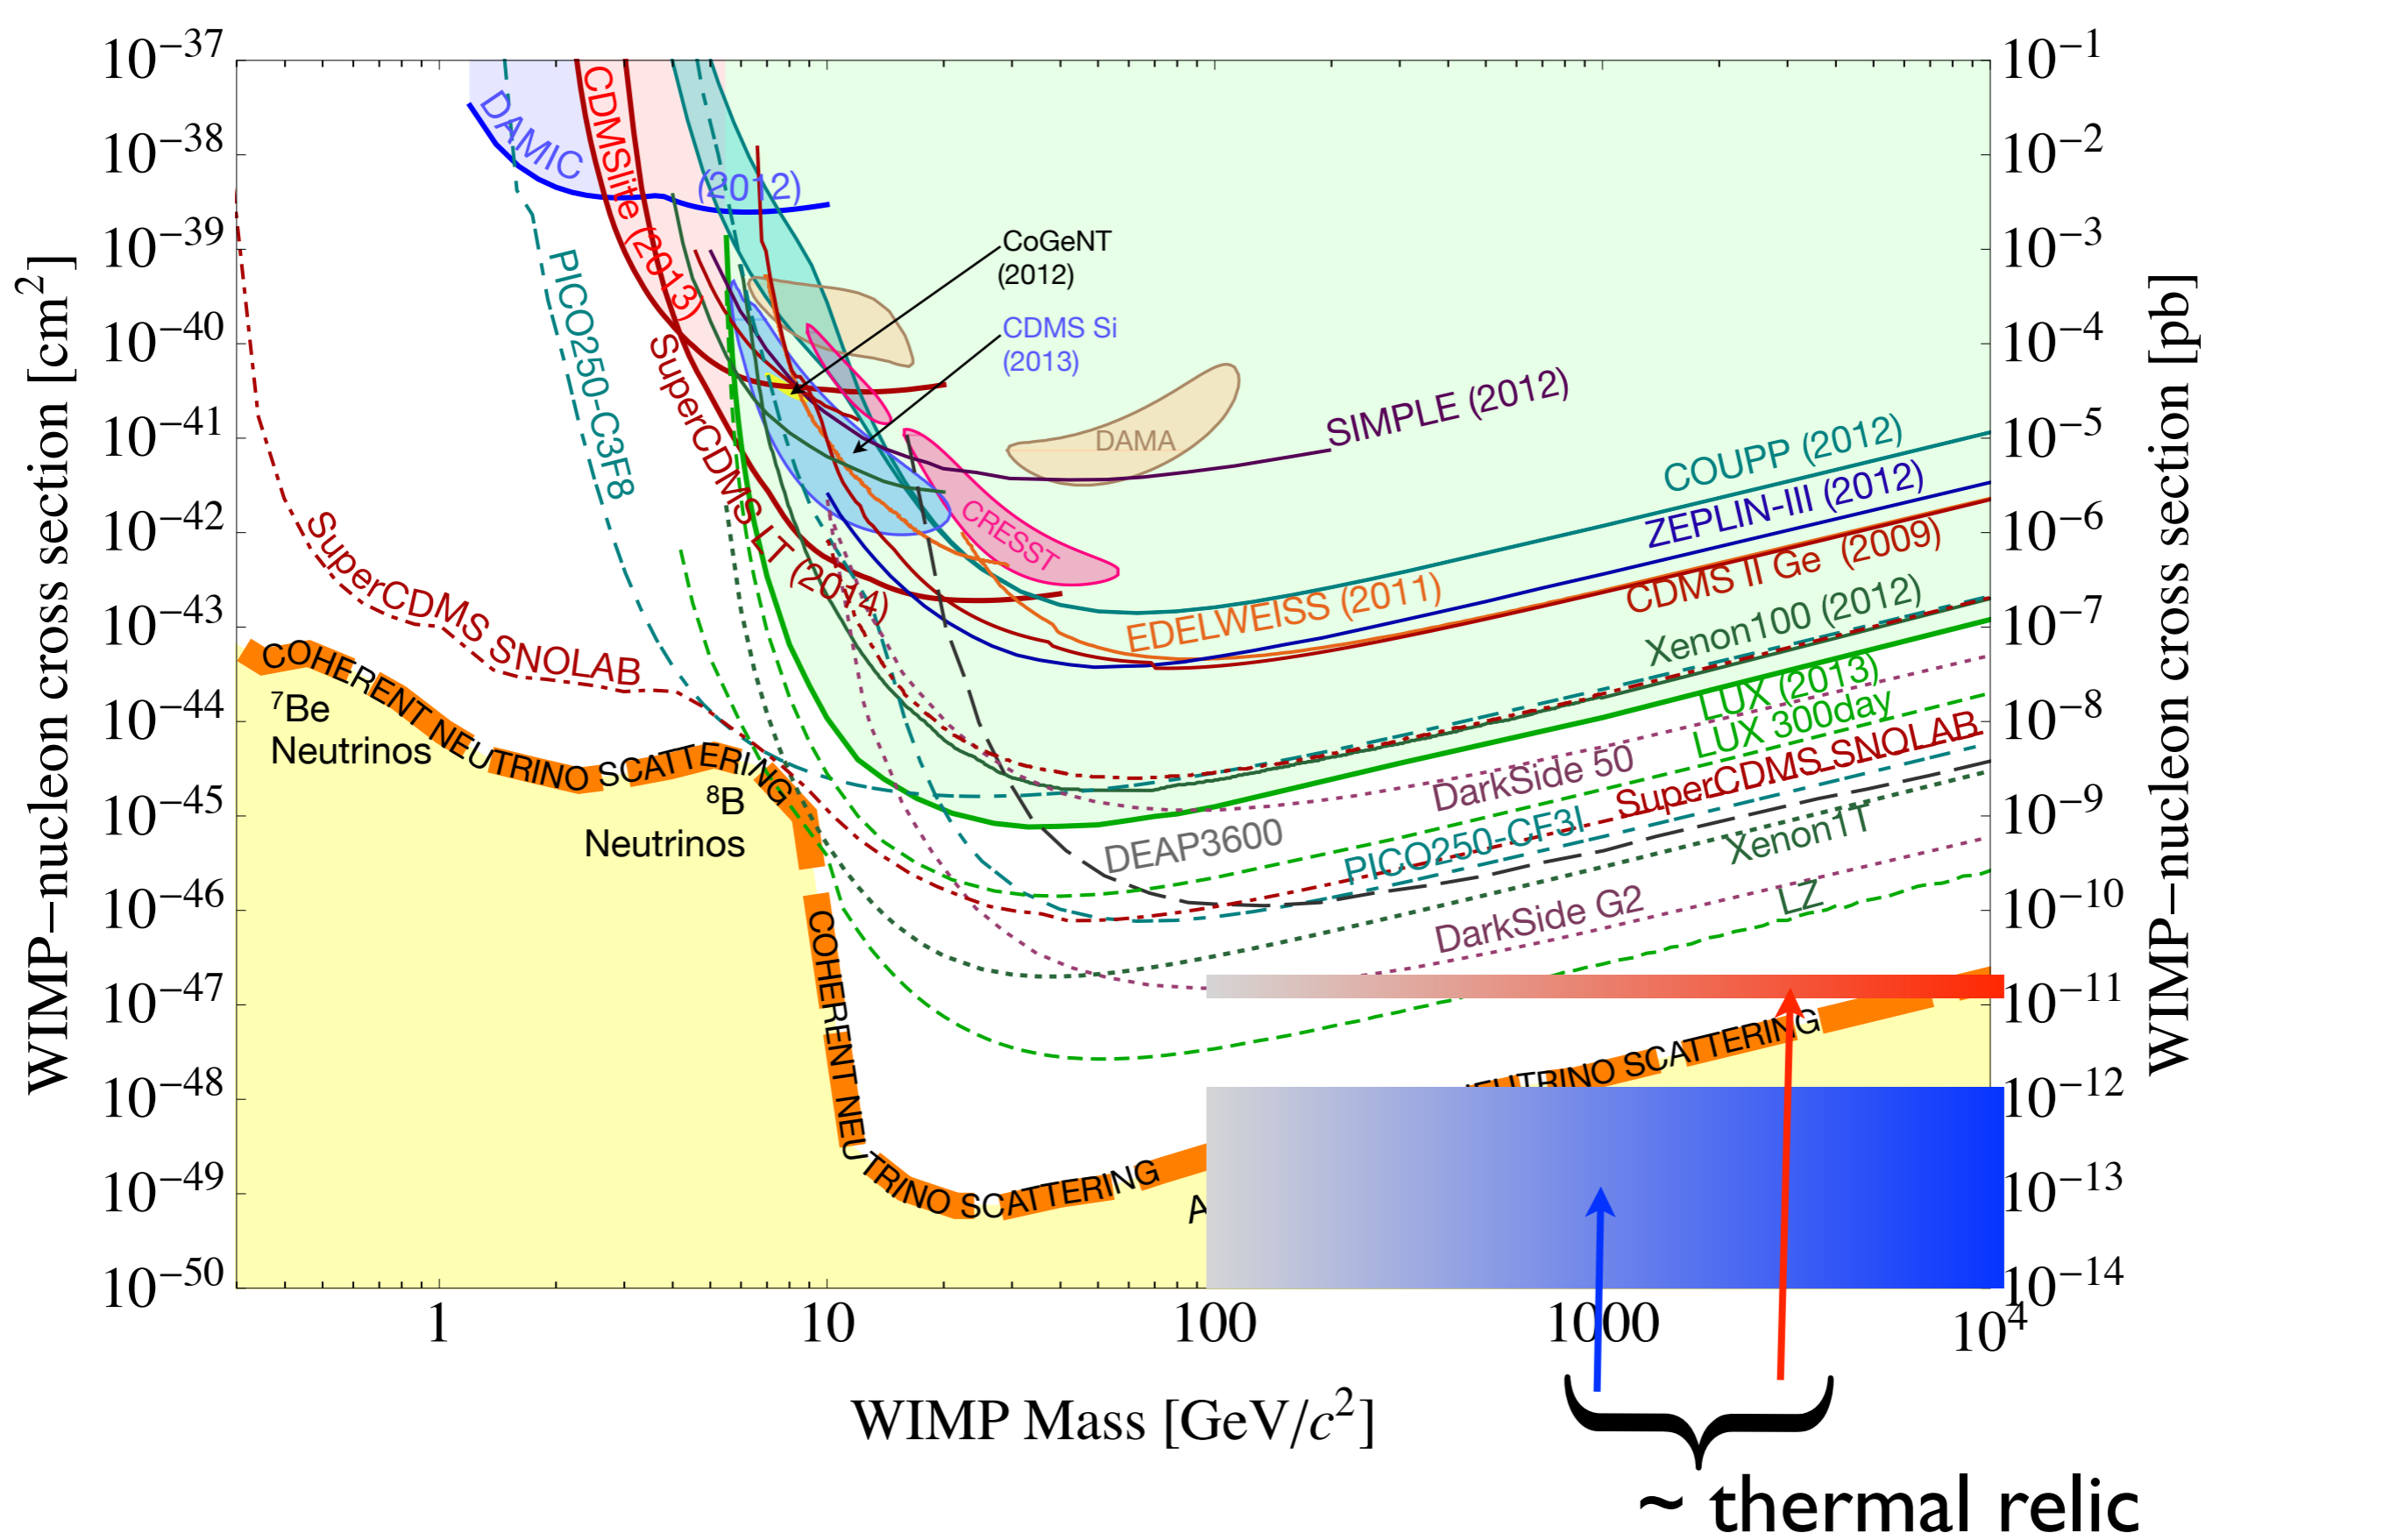 WIMP−nucleon cross section [cm²]
10⁻³⁷
10⁻³⁸
10⁻³⁹
10⁻⁴⁰
10⁻⁴¹
10⁻⁴²
10⁻⁴³
10⁻⁴⁴
10⁻⁴⁵
10⁻⁴⁶
10⁻⁴⁷
10⁻⁴⁸
10⁻⁴⁹
10⁻⁵⁰
DAMIC (2012)
CDMSlite (2013)
PICO250-C3F8
CoGeNT
(2012)
CDMS Si
(2013)
SuperCDMS LT (2014)
SIMPLE (2012)
DAMA
COUPP (2012)
ZEPLIN-III (2012)
CRESST
CDMS II Ge (2009)
EDELWEISS (2011)
Xenon100 (2012)
SuperCDMS SNOLAB
LUX (2013)
LUX 300day
DarkSide 50
SuperCDMS SNOLAB
DEAP3600
PICO250-CF3I
Xenon1T
DarkSide G2
LZ
COHERENT NEUTRINO SCATTERING
⁷Be
Neutrinos
⁸B
Neutrinos
COHERENT NEUTRINO SCATTERING
NEUTRINO SCATTERING
A
10⁻¹
10⁻²
10⁻³
10⁻⁴
10⁻⁵
10⁻⁶
10⁻⁷
10⁻⁸
10⁻⁹
10⁻¹⁰
10⁻¹¹
10⁻¹²
10⁻¹³
10⁻¹⁴
WIMP−nucleon cross section [pb]
1 10 100 1000 10⁴
WIMP Mass [GeV/c²]
~ thermal relic